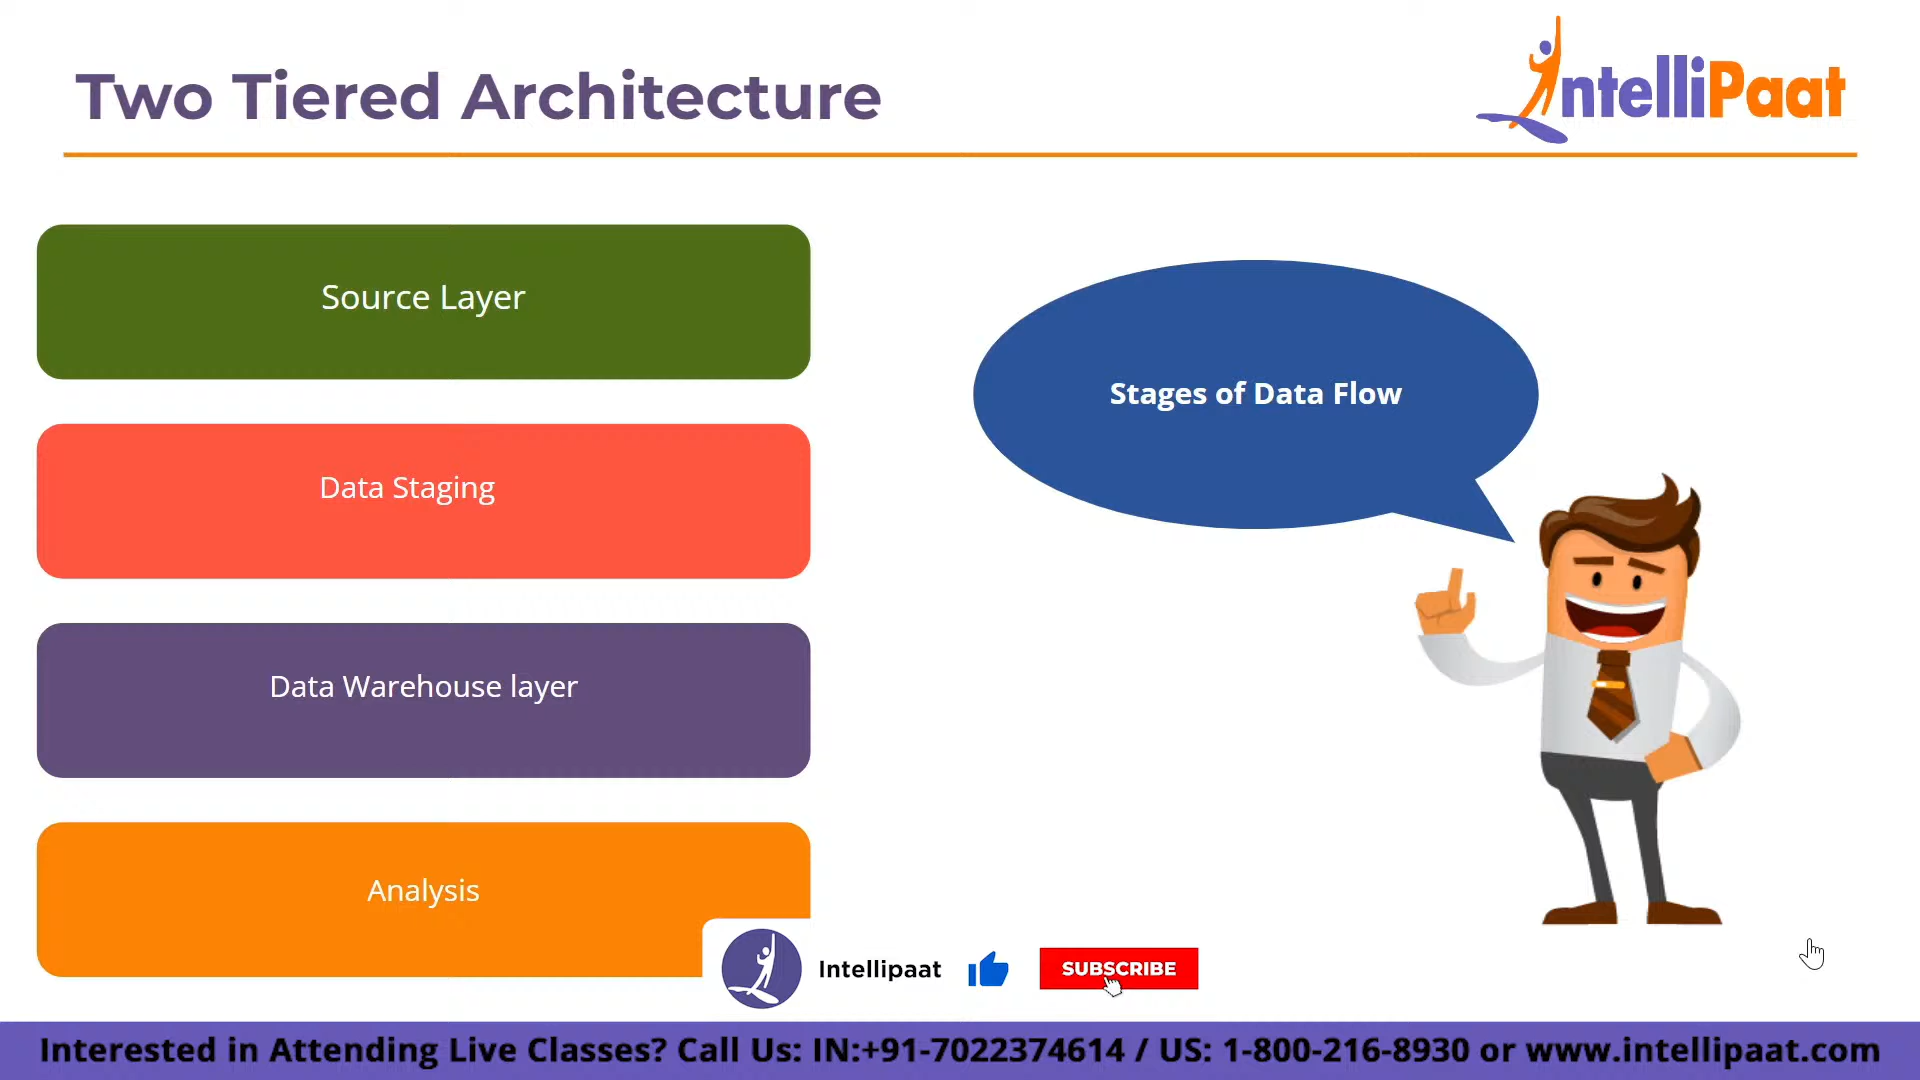 Two Tiered Architecture
ntelliPaat
Source Layer
Data Staging
Data Warehouse layer
Analysis
Stages of Data Flow
Intellipaat
SUBSCRIBE
Interested in Attending Live Classes? Call Us: IN:+91-7022374614 / US: 1-800-216-8930 or www.intellipaat.com